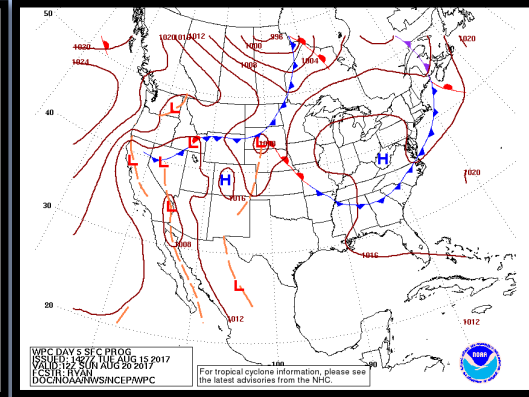 50
1020
1024
1020
1016
1012
996
1000
1008
1004
1020
L
40
L
L
L
L
H
H
1016
L
1020
30
1008
1016
20
L
1012
1012
WPC DAY 5 SFC PROG
ISSUED: 1427Z TUE AUG 15 2017
VALID: 12Z SUN AUG 20 2017
FCSTR: RYAN
DOC/NOAA/NWS/NCEP/WPC
For tropical cyclone information, please see
the latest advisories from the NHC.
NOAA